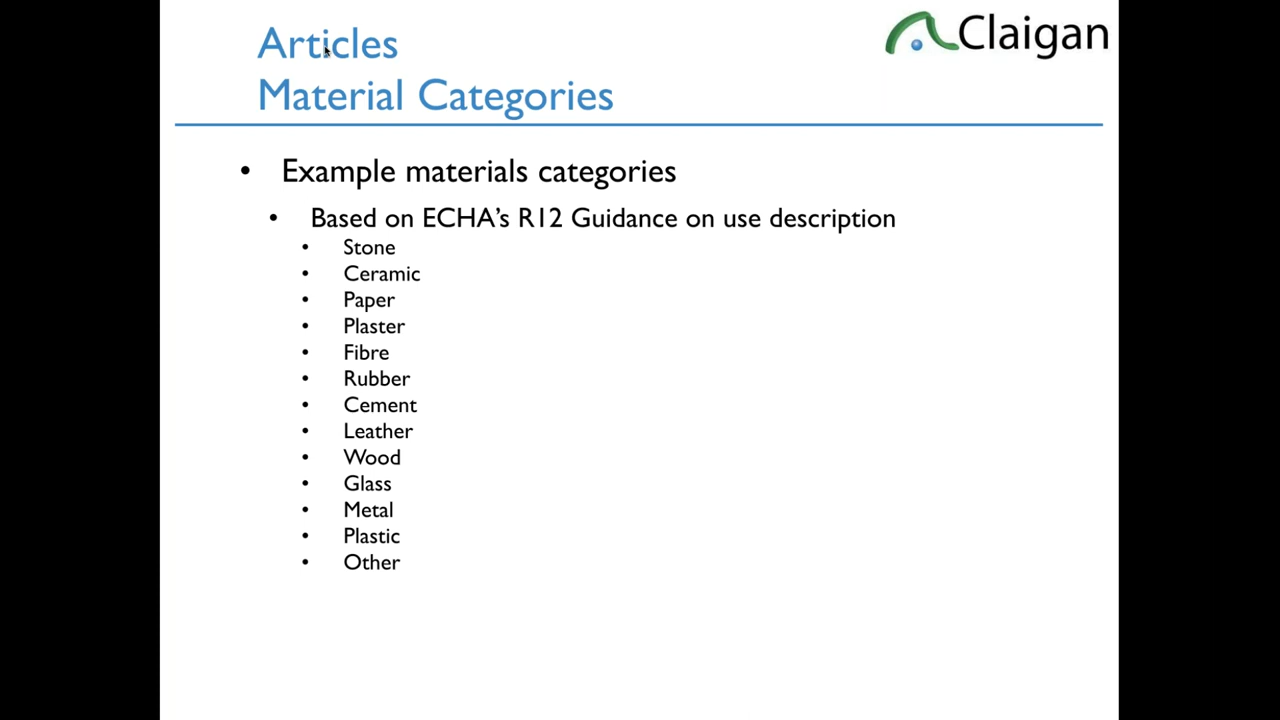 Articles
Claigan
Material Categories
• Example materials categories
• Based on ECHA's R12 Guidance on use description
• Stone
• Ceramic
• Paper
• Plaster
• Fibre
• Rubber
• Cement
• Leather
• Wood
• Glass
• Metal
• Plastic
• Other